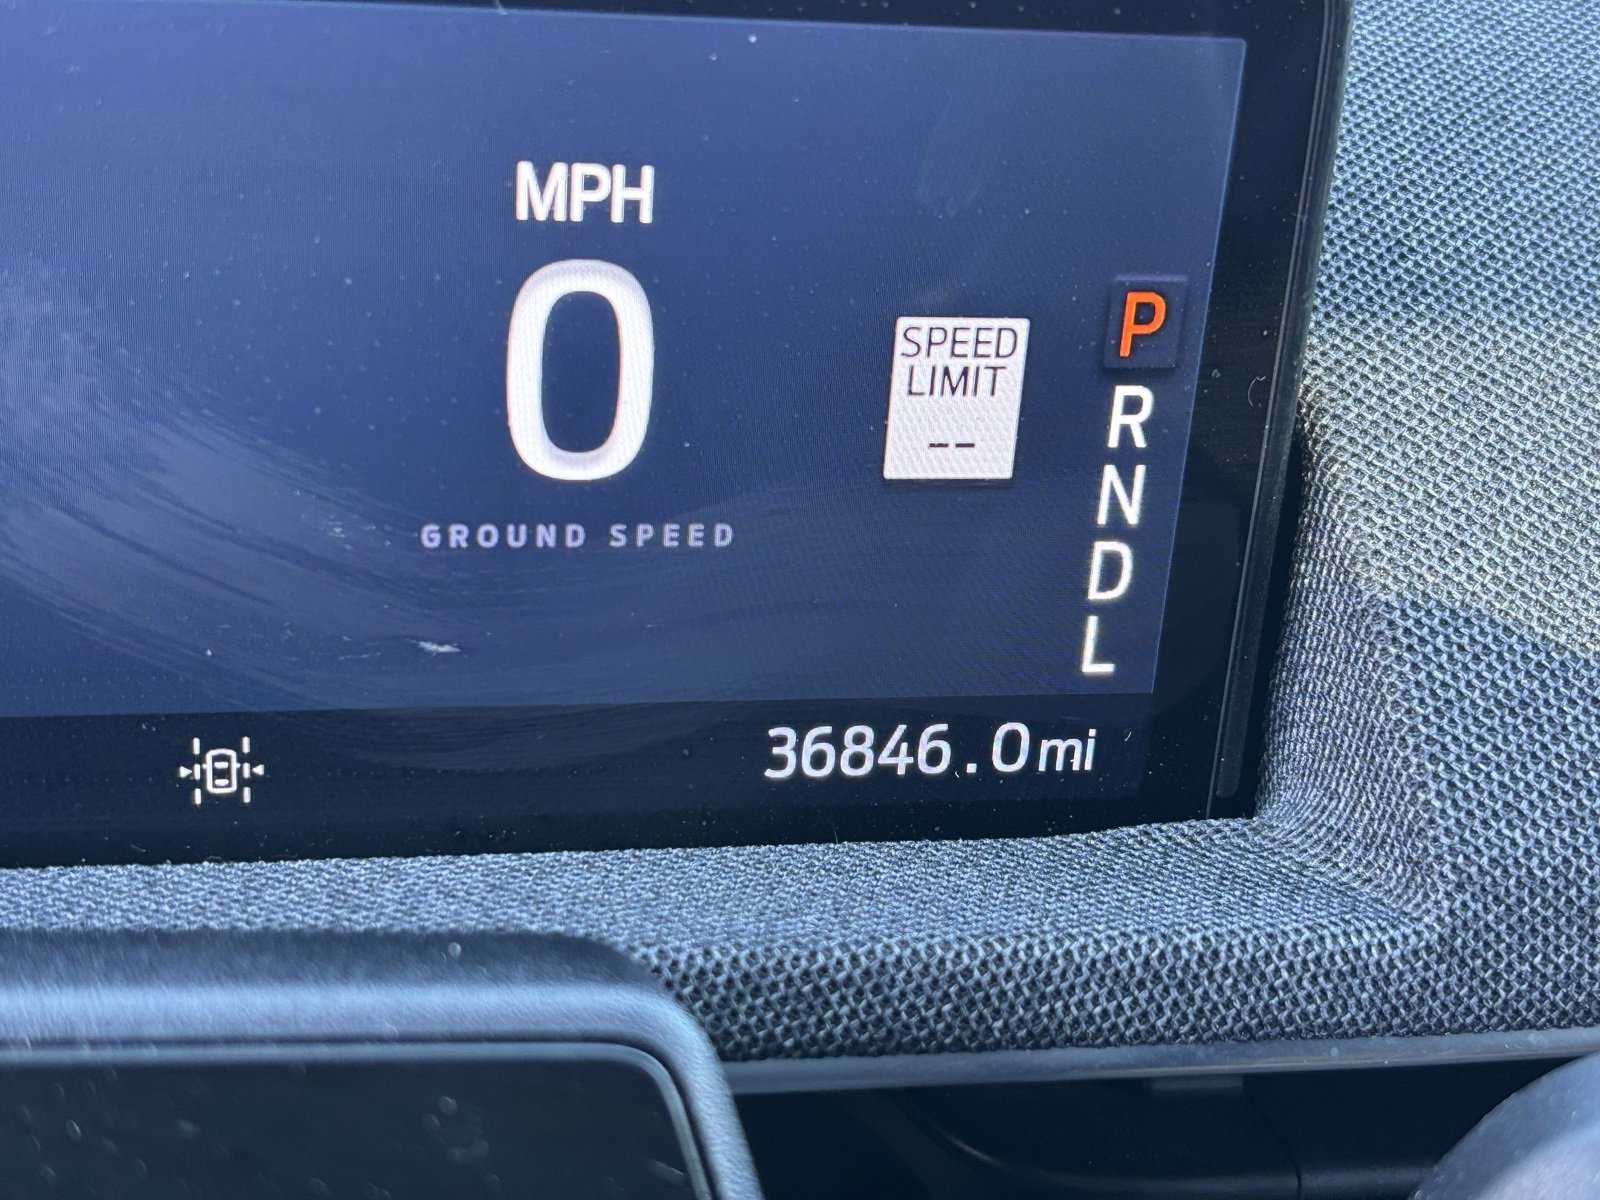 MPH
0
GROUND SPEED
SPEED
LIMIT
--
P
R
N
D
L
36846.0mi